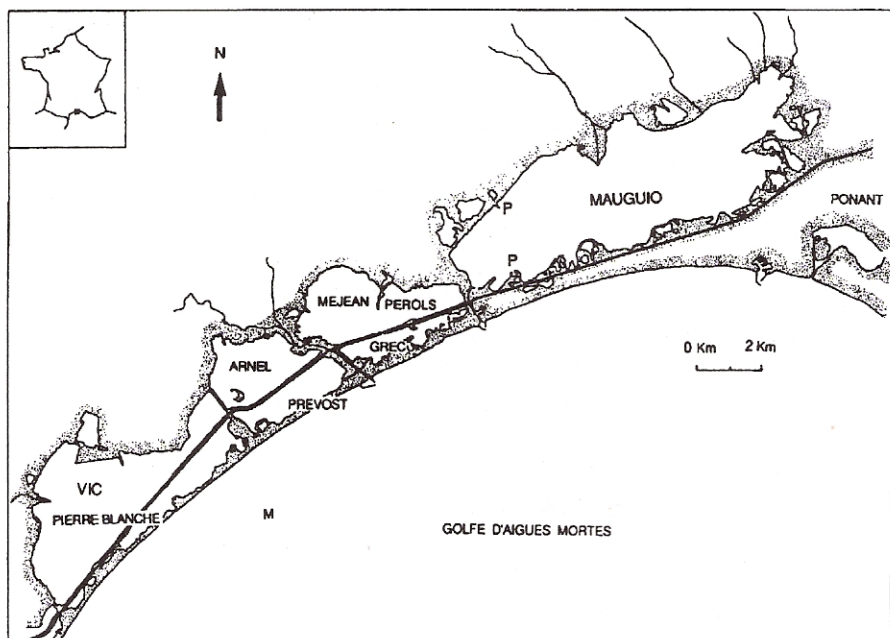 N
P
MAUGUIO
PONANT
P
MEJEAN
PEROLS
GREC
ARNEL
0 Km 2 Km
PREVOST
VIC
PIERRE BLANCHE
M
GOLFE D'AIGUES MORTES